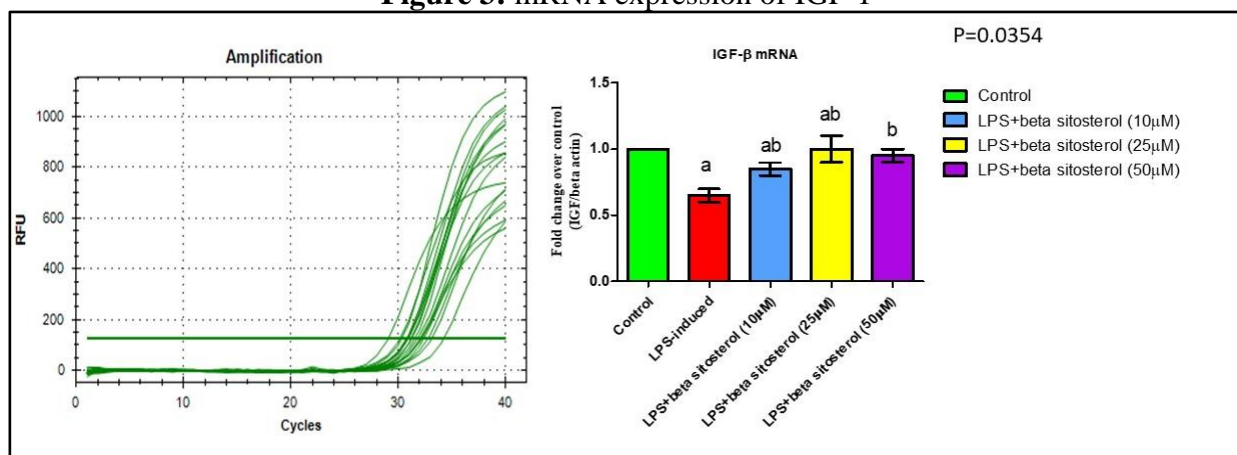 Figure 3: mRNA expression of IGF-1
Amplification
RFU
1000
800
600
400
200
0
0 10 20 30 40
Cycles
IGF-β mRNA
Fold change over control
(IGF/beta actin)
1.5
1.0
0.5
0.0
a
ab
ab
b
Control
LPS-induced
LPS+beta sitosterol (10µM)
LPS+beta sitosterol (25µM)
LPS+beta sitosterol (50µM)
P=0.0354
Control
LPS+beta sitosterol (10µM)
LPS+beta sitosterol (25µM)
LPS+beta sitosterol (50µM)